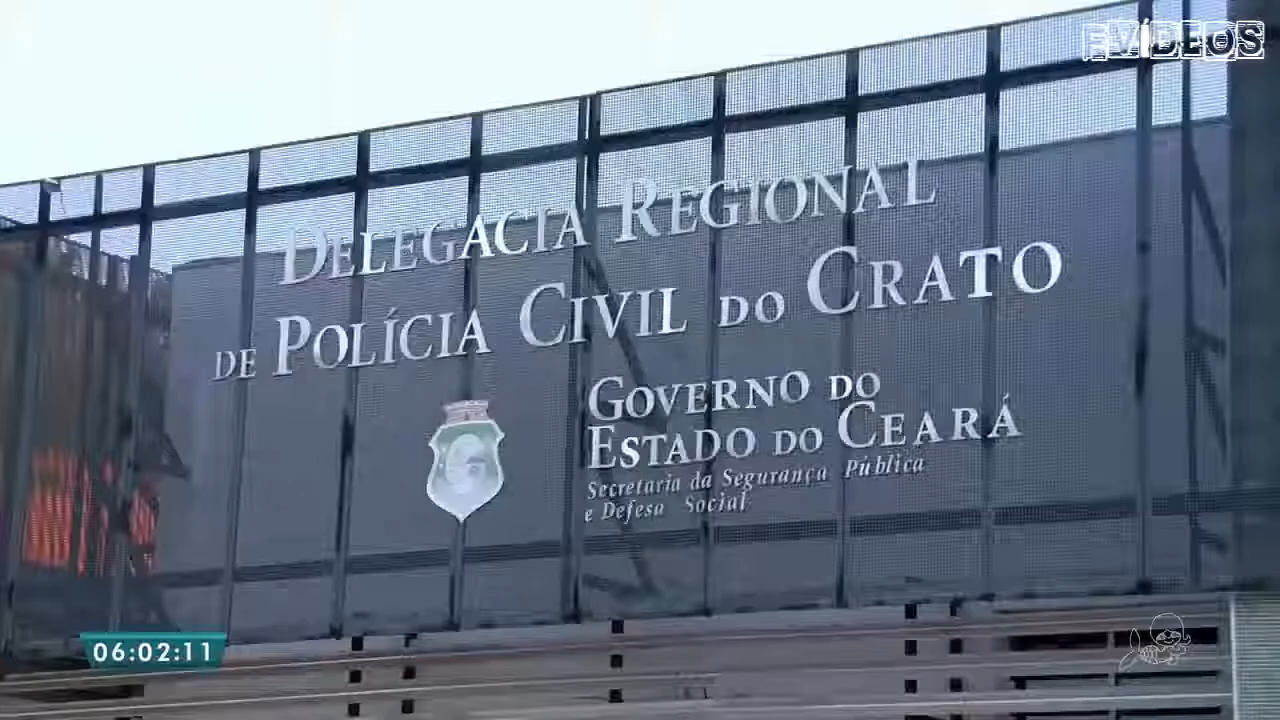 EVÍDEOS
DELEGACIA REGIONAL
DE POLÍCIA CIVIL DO CRATO
GOVERNO DO
ESTADO DO CEARÁ
Secretaria da Segurança Pública
e Defesa Social
06:02:11